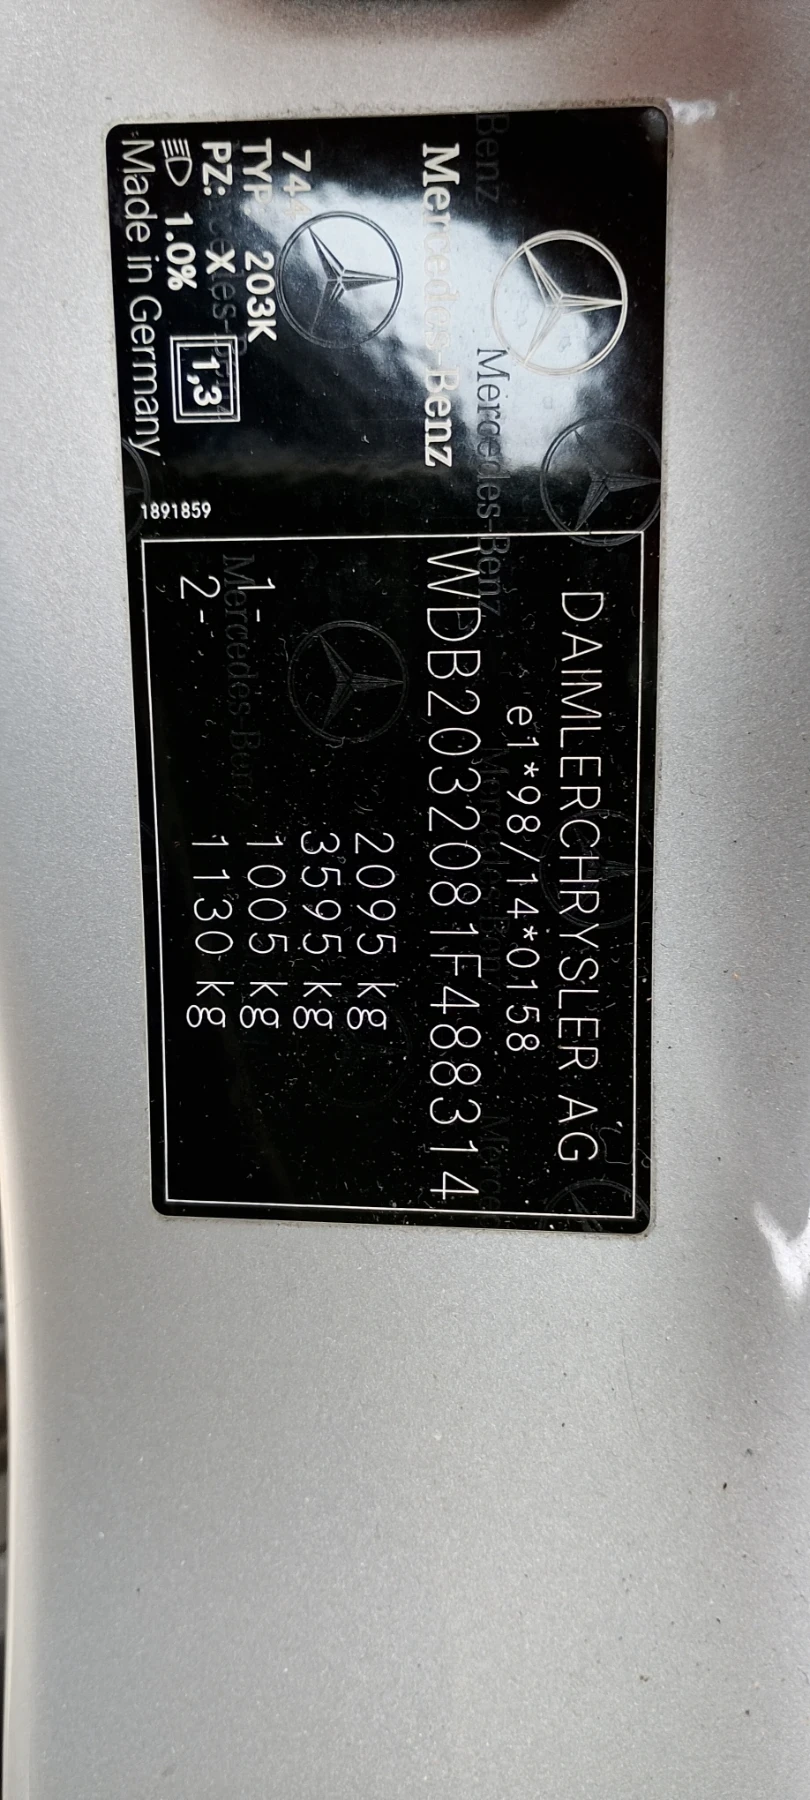 Mercedes-Benz
744
TYP: 203K
PZ: X
1.0% 1,3
Made in Germany
1891859
DAIMLERCHRYSLER AG
e1*98/14*0158
WDB2032081F488314
2095 kg
3595 kg
1- 1005 kg
2- 1130 kg